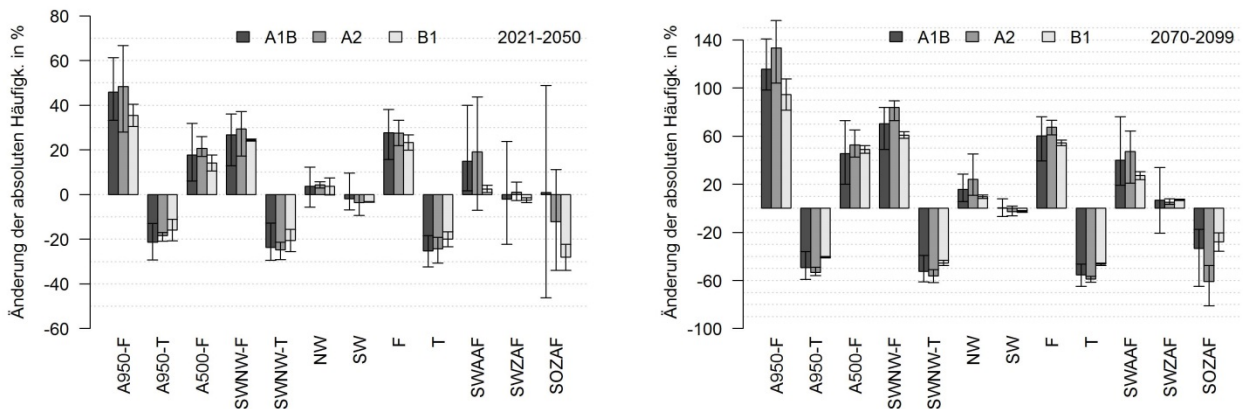 Änderung der absoluten Häufigk. in %
80
60
40
20
0
-20
-40
-60
A1B A2 B1 2021-2050
A950-F
A950-T
A500-F
SWNW-F
SWNW-T
NW
SW
F
T
SWAAF
SWZAF
SOZAF
Änderung der absoluten Häufigk. in %
140
100
60
20
-20
-60
-100
A1B A2 B1 2070-2099
A950-F
A950-T
A500-F
SWNW-F
SWNW-T
NW
SW
F
T
SWAAF
SWZAF
SOZAF